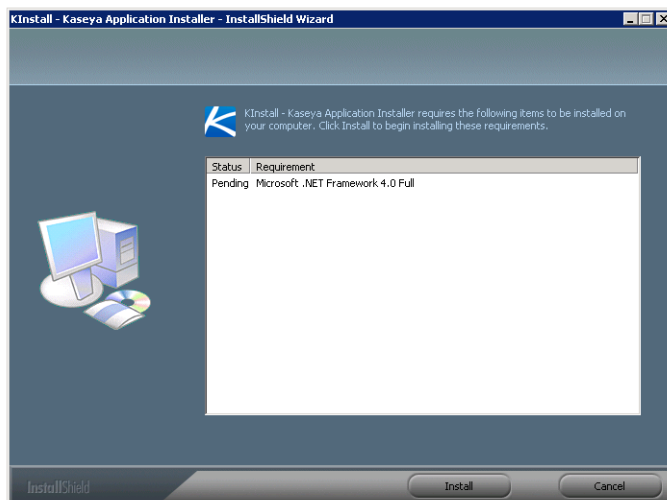 KInstall - Kaseya Application Installer - InstallShield Wizard
KInstall - Kaseya Application Installer requires the following items to be installed on
your computer. Click Install to begin installing these requirements.
Status Requirement
Pending Microsoft .NET Framework 4.0 Full
InstallShield
Install Cancel